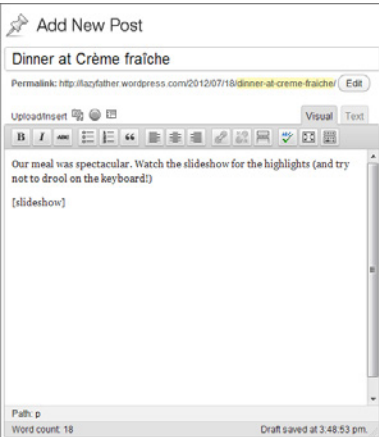 Add New Post
Dinner at Crème fraîche
Permalink: http://lazyfather.wordpress.com/2012/07/18/dinner-at-creme-fraiche/ Edit
Upload/Insert Visual Text
B I ABC
Our meal was spectacular. Watch the slideshow for the highlights (and try
not to drool on the keyboard!)
[slideshow]
Path: p
Word count: 18 Draft saved at 3:48:53 pm.